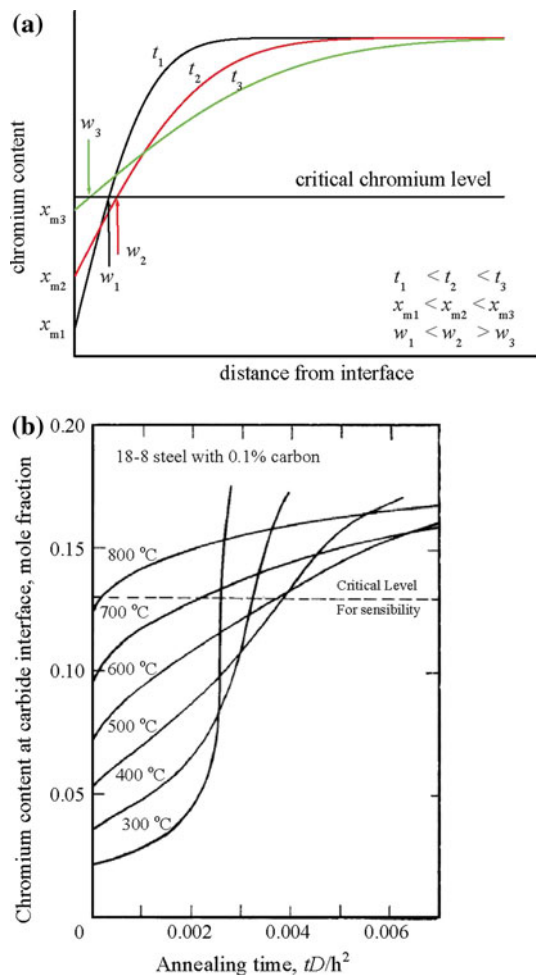 (a)
t1
t2
t3
w3
critical chromium level
xm3
xm2
xm1
w1
w2
t1 < t2 < t3
xm1 < xm2 < xm3
w1 < w2 > w3
chromium content
distance from interface
(b)
0.20
18-8 steel with 0.1% carbon
0.15
800 °C
Critical Level
700 °C
For sensibility
0.10
600 °C
500 °C
0.05
400 °C
300 °C
0
0 0.002 0.004 0.006
Chromium content at carbide interface, mole fraction
Annealing time, tD/h²